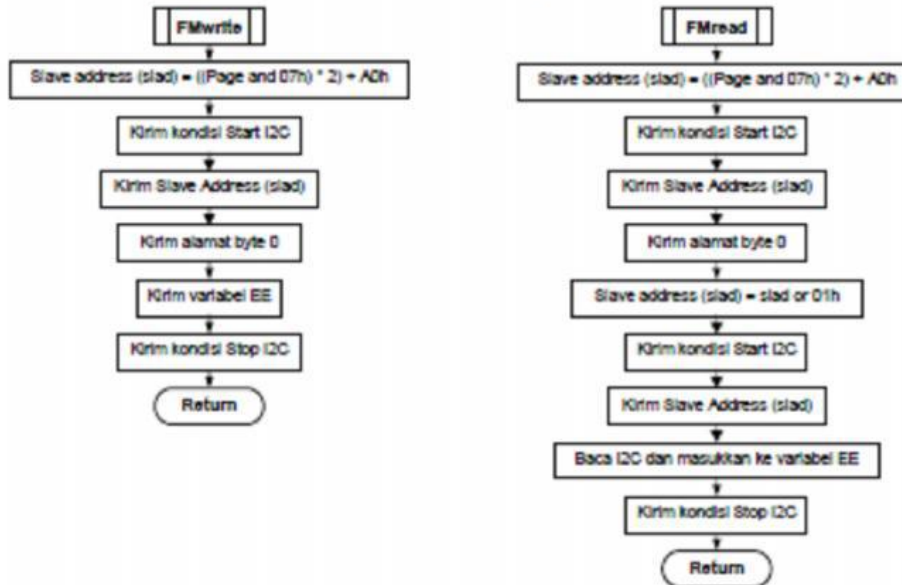 FMwrite
Slave address (slad) = ((Page and 07h) * 2) + A0h
Kirim kondisi Start I2C
Kirim Slave Address (slad)
Kirim alamat byte 0
Kirim variabel EE
Kirim kondisi Stop I2C
Return
FMread
Slave address (slad) = ((Page and 07h) * 2) + A0h
Kirim kondisi Start I2C
Kirim Slave Address (slad)
Kirim alamat byte 0
Slave address (slad) = slad or 01h
Kirim kondisi Start I2C
Kirim Slave Address (slad)
Baca I2C dan masukkan ke variabel EE
Kirim kondisi Stop I2C
Return